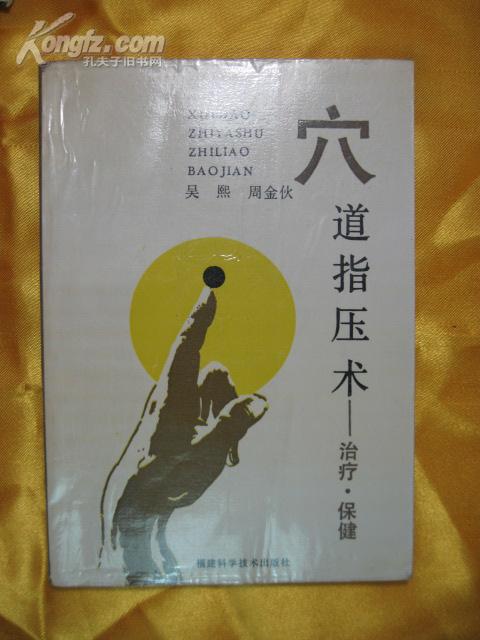 Kongfz.com
孔夫子旧书网
XUEDAO
ZHIYASHU
ZHILIAO
BAOJIAN
吴熙 周金伙
穴道指压术
——治疗·保健
福建科学技术出版社